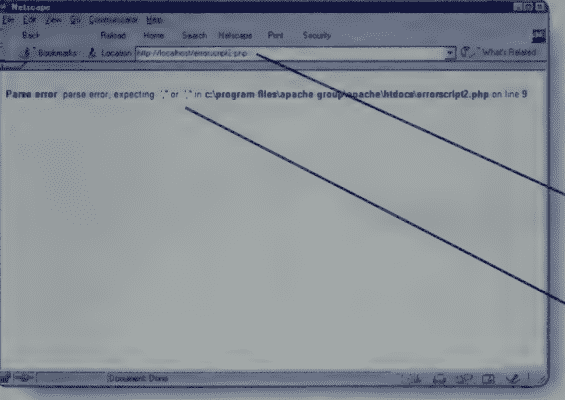 Netscape
File Edit View Go Communicator Help
Back Reload Home Search Netscape Print Security
Bookmarks Location http://localhost/errorscript2.php What's Related
Parse error: parse error, expecting `','' or `';'' in c:\program files\apache group\apache\htdocs\errorscript2.php on line 9
Document: Done